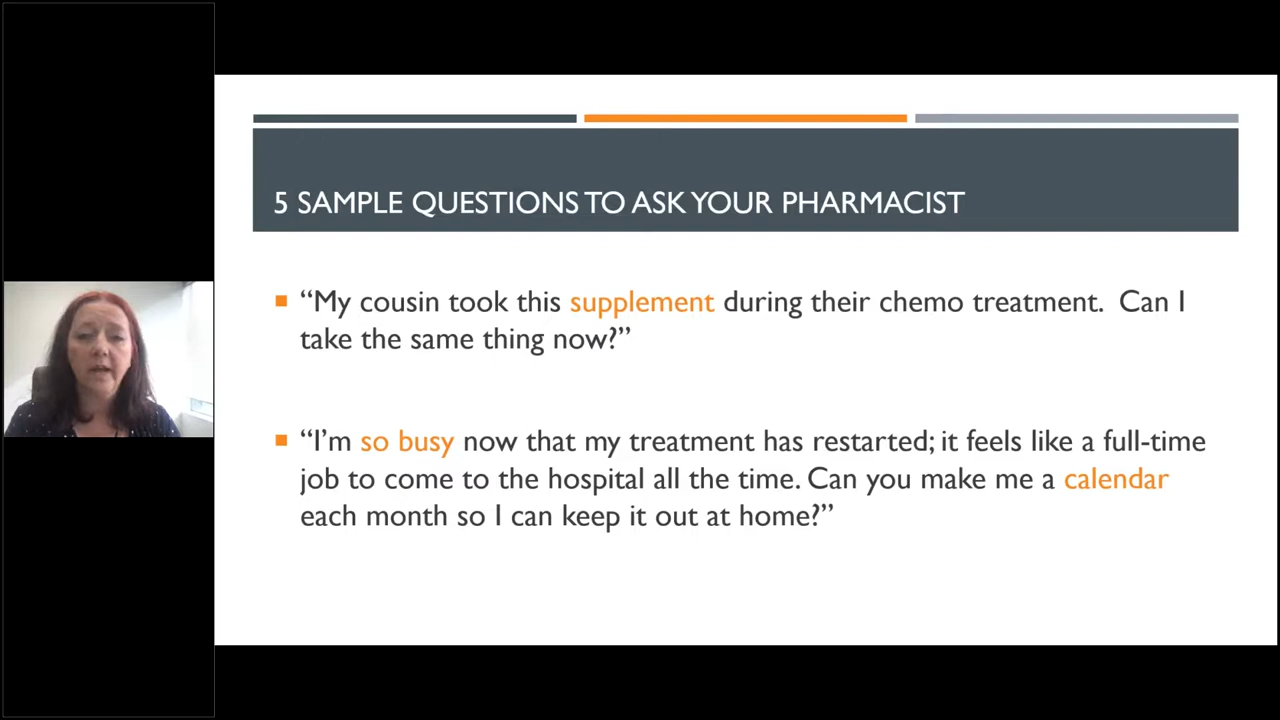 5 SAMPLE QUESTIONS TO ASK YOUR PHARMACIST
“My cousin took this supplement during their chemo treatment. Can I
take the same thing now?”
“I’m so busy now that my treatment has restarted; it feels like a full-time
job to come to the hospital all the time. Can you make me a calendar
each month so I can keep it out at home?”